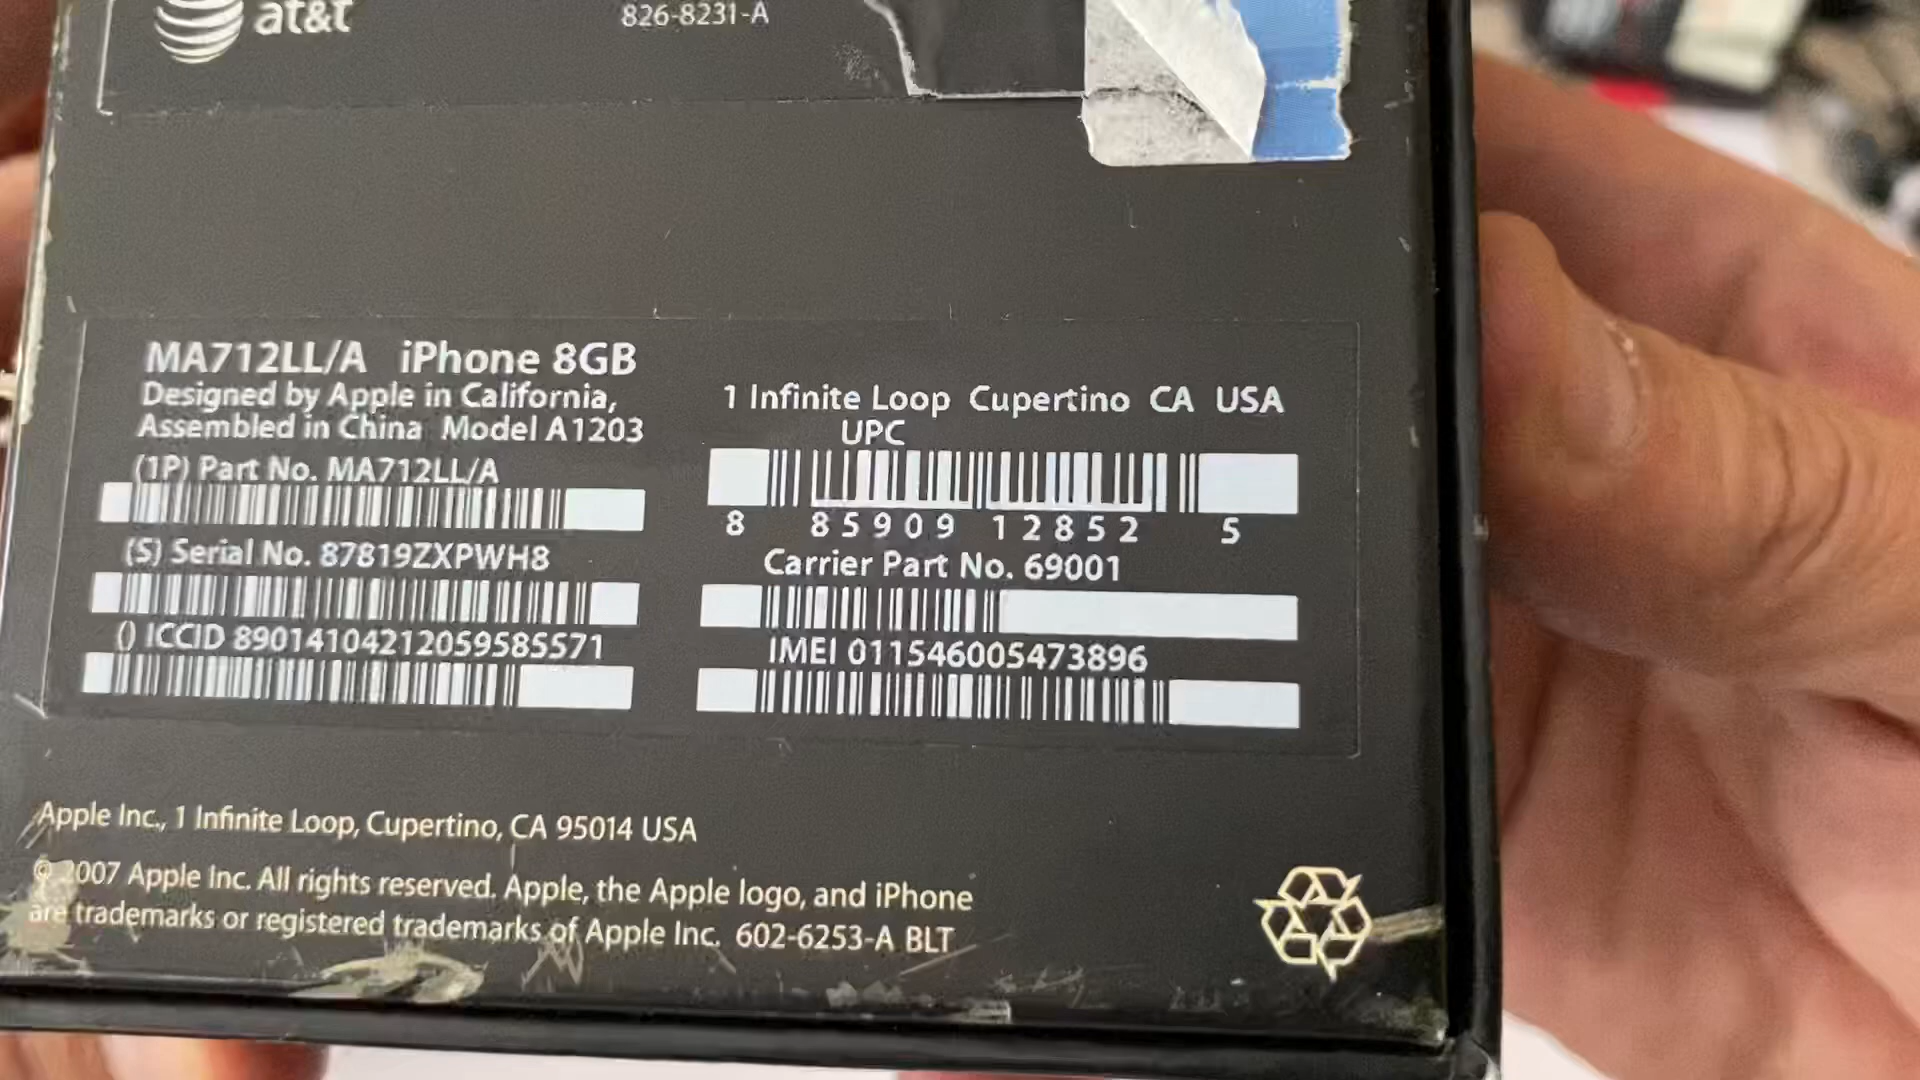 at&t
826-8231-A
MA712LL/A iPhone 8GB
Designed by Apple in California,
Assembled in China Model A1203
(1P) Part No. MA712LL/A
(S) Serial No. 87819ZXPWH8
() ICCID 89014104212059585571
1 Infinite Loop Cupertino CA USA
UPC
8 85909 12852 5
Carrier Part No. 69001
IMEI 011546005473896
Apple Inc., 1 Infinite Loop, Cupertino, CA 95014 USA
© 2007 Apple Inc. All rights reserved. Apple, the Apple logo, and iPhone
are trademarks or registered trademarks of Apple Inc. 602-6253-A BLT